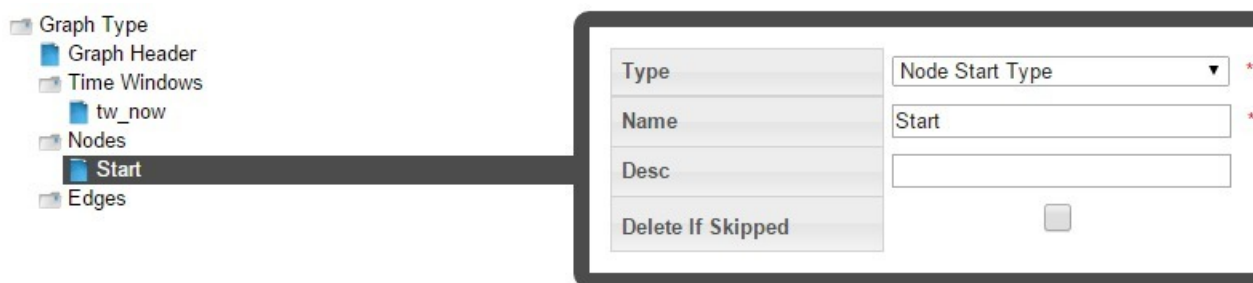 Graph Type
Graph Header
Time Windows
tw_now
Nodes
Start
Edges
Type Node Start Type *
Name Start *
Desc
Delete If Skipped